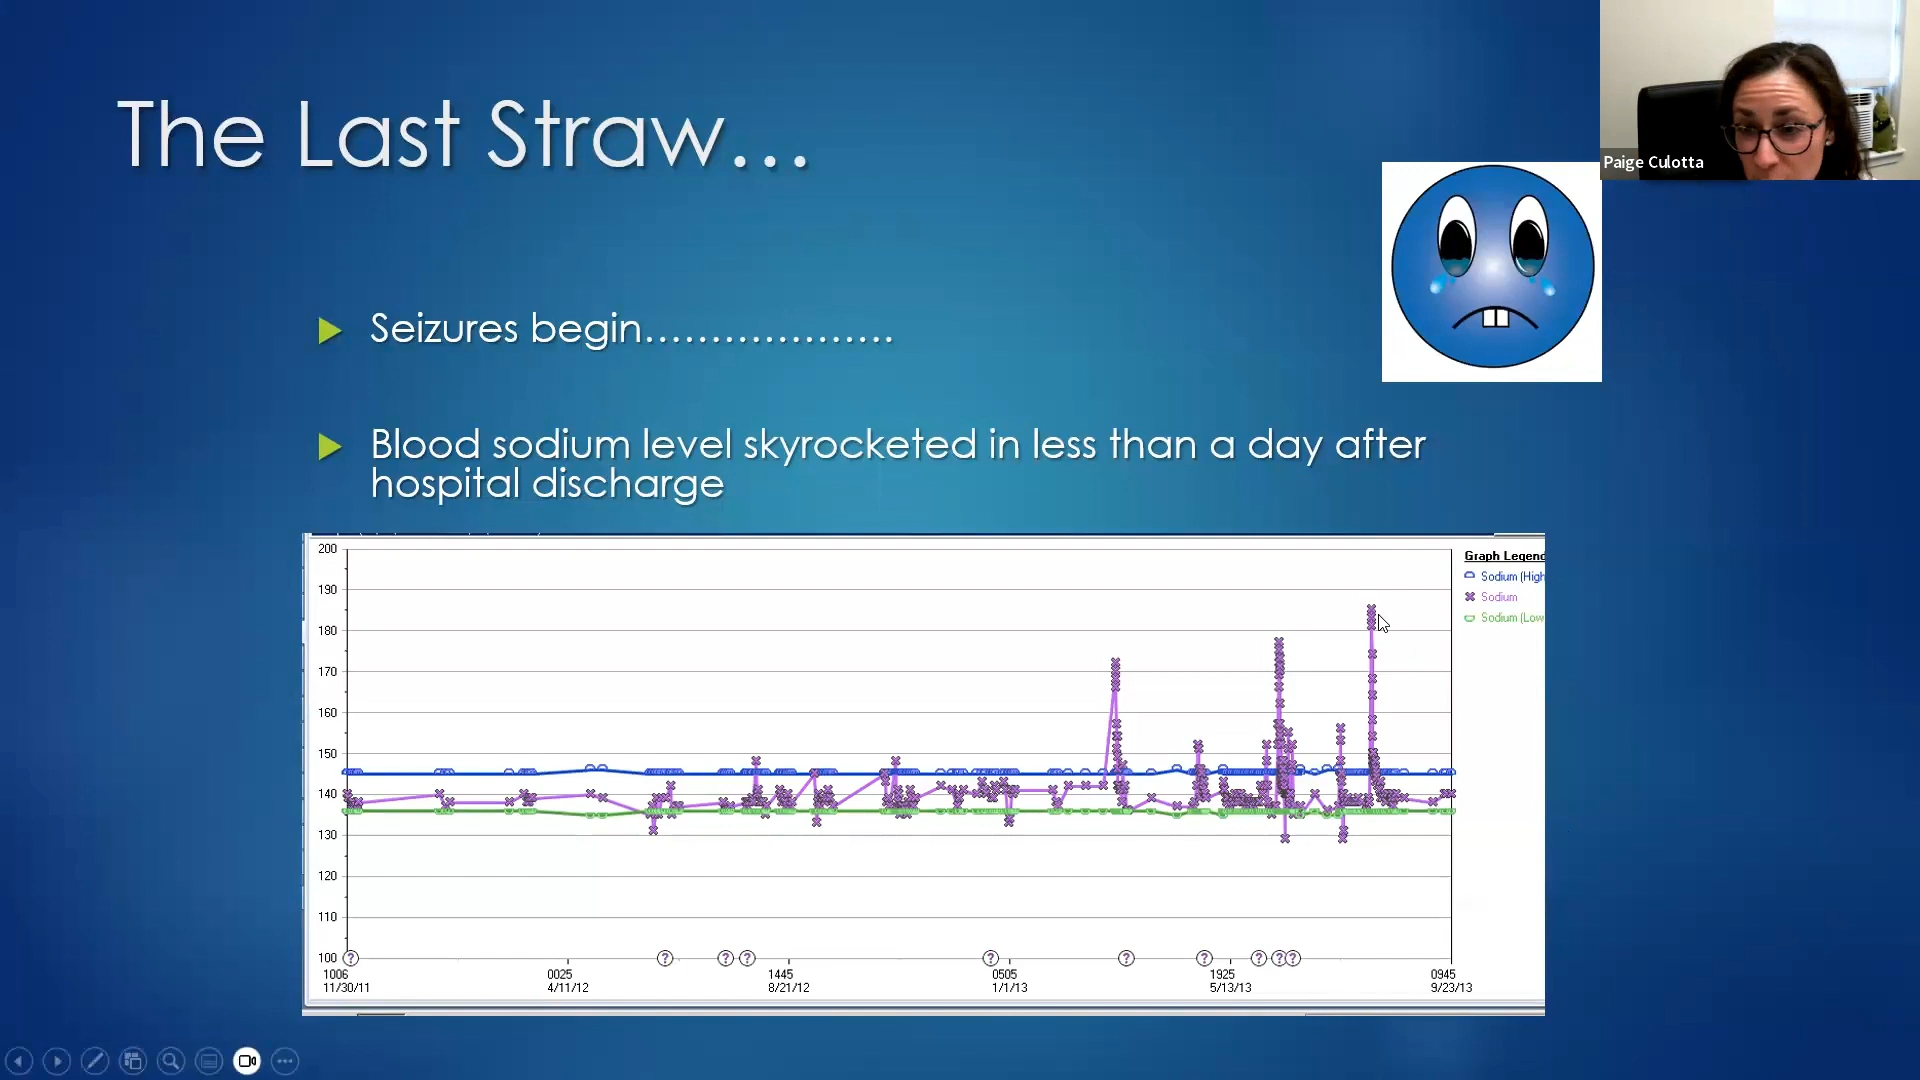 The Last Straw...
Paige Culotta
Seizures begin...................
Blood sodium level skyrocketed in less than a day after
hospital discharge
Graph Legend
Sodium (High
Sodium
Sodium (Low
200
190
180
170
160
150
140
130
120
110
100
? ? ? ? ? ? ? ? ? ?
1006 0025 1445 0505 1925 0945
11/30/11 4/11/12 8/21/12 1/1/13 5/13/13 9/23/13